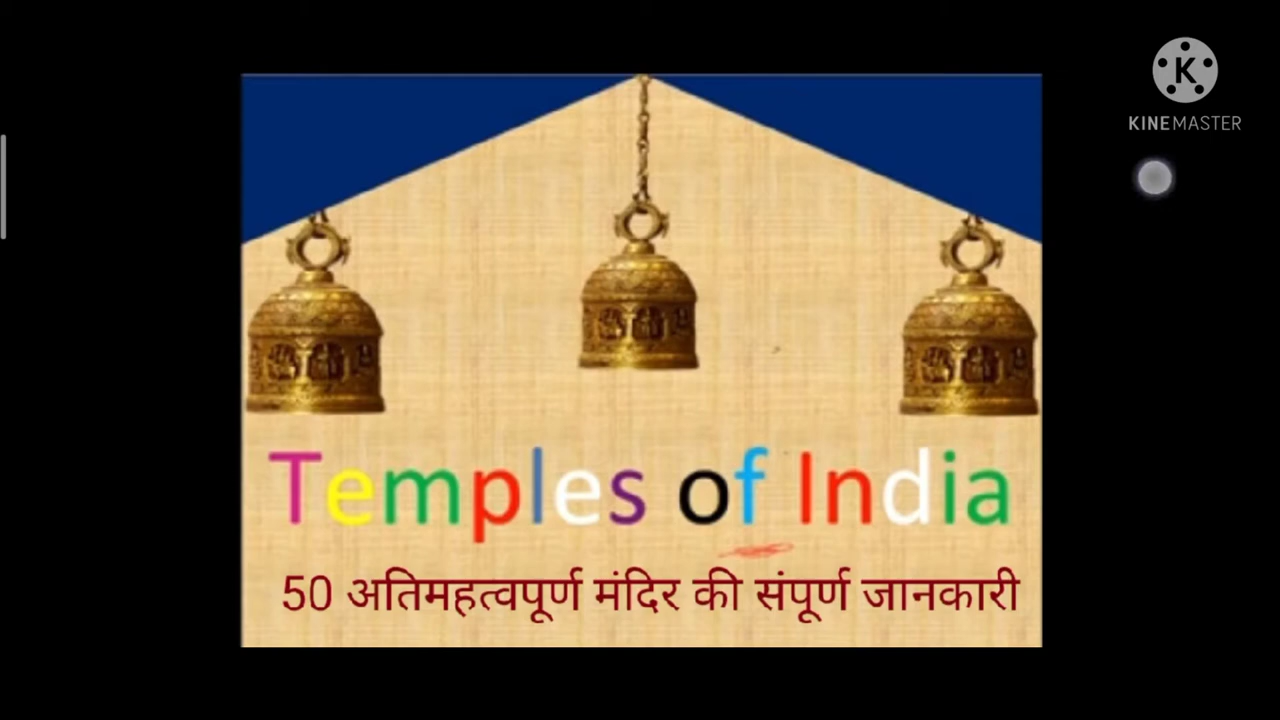 KINEMASTER
Temples of India
50 अतिमहत्वपूर्ण मंदिर की संपूर्ण जानकारी